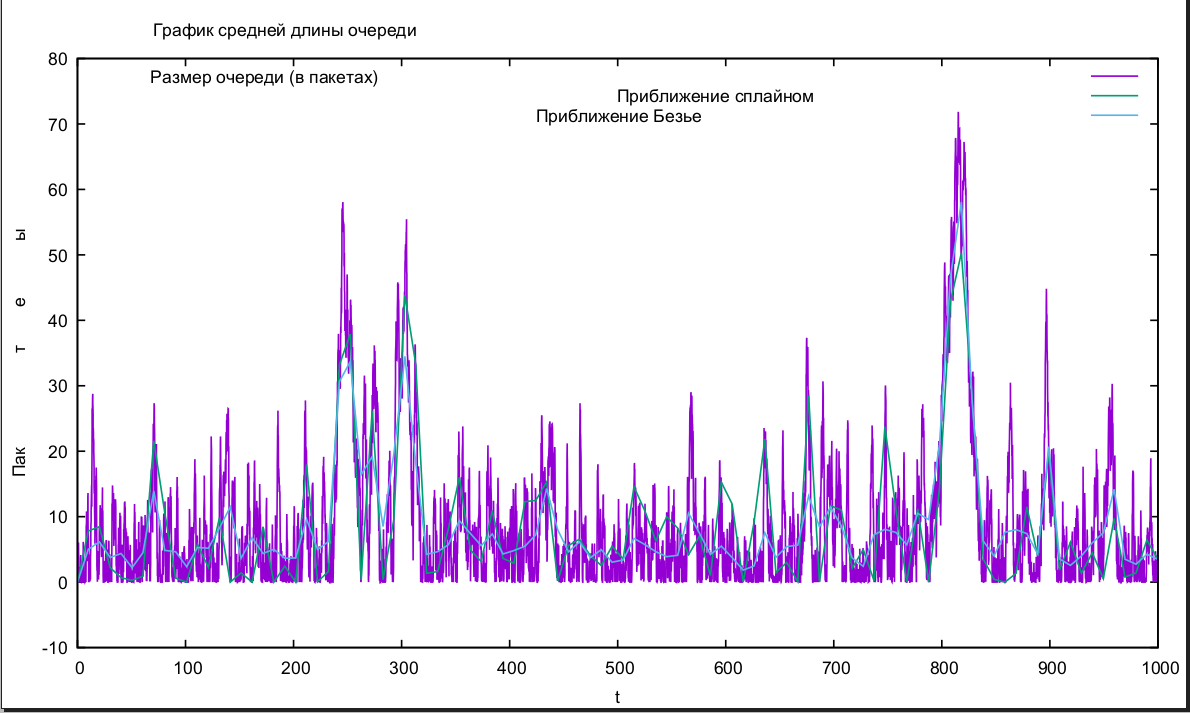 График средней длины очереди
Размер очереди (в пакетах)
Приближение сплайном
Приближение Безье
80
70
60
50
40
30
20
10
0
-10
Пак т е ы
0 100 200 300 400 500 600 700 800 900 1000
t